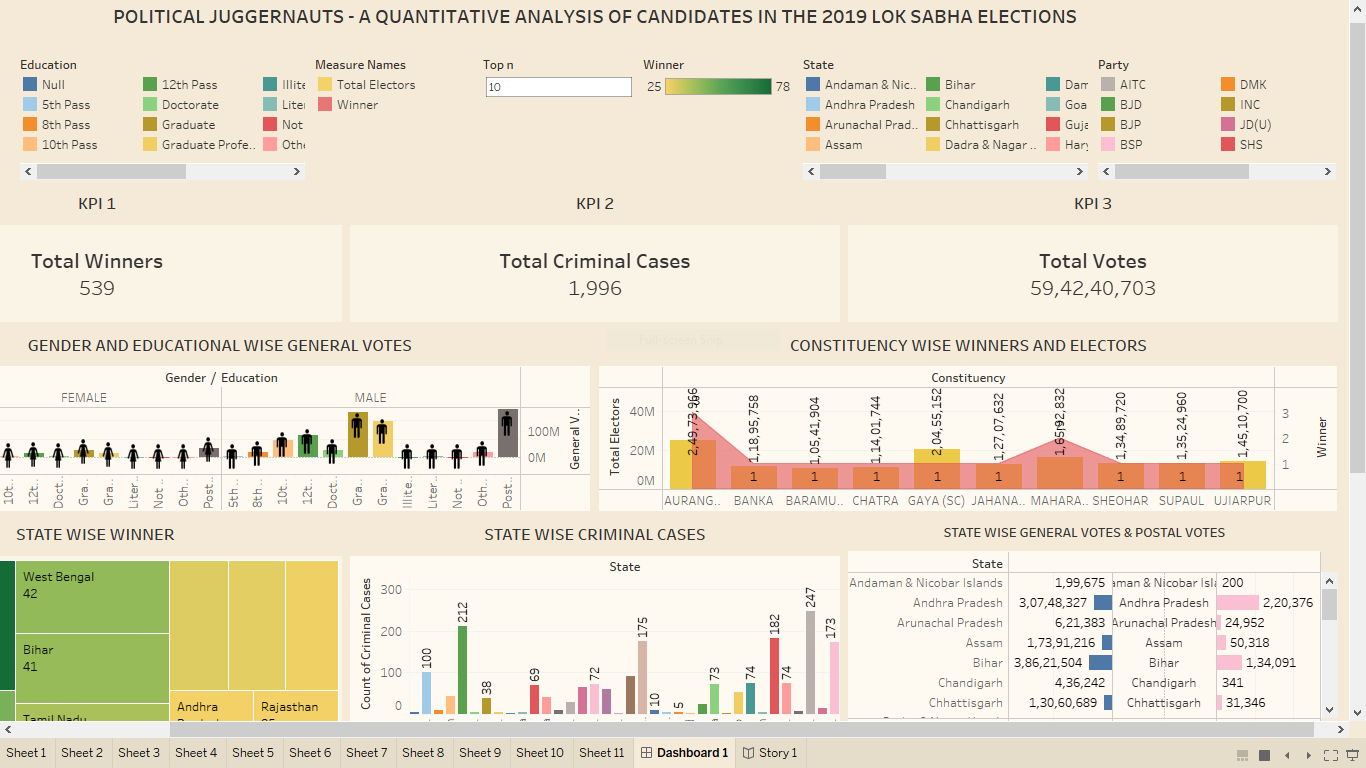 POLITICAL JUGGERNAUTS - A QUANTITATIVE ANALYSIS OF CANDIDATES IN THE 2019 LOK SABHA ELECTIONS
Education
Null
5th Pass
8th Pass
10th Pass
12th Pass
Doctorate
Graduate
Graduate Profe..
Illite
Liter
Not
Othe
Measure Names
Total Electors
Winner
Top n
10
Winner
25 78
State
Andaman & Nic..
Andhra Pradesh
Arunachal Prad..
Assam
Bihar
Chandigarh
Chhattisgarh
Dadra & Nagar ..
Dam
Goa
Guja
Hary
Party
AITC
BJD
BJP
BSP
DMK
INC
JD(U)
SHS
KPI 1 KPI 2 KPI 3
Total Winners
539
Total Criminal Cases
1,996
Total Votes
59,42,40,703
Full-screen Snip
GENDER AND EDUCATIONAL WISE GENERAL VOTES
Gender / Education
FEMALE MALE
100M
0M
General V..
10t.. 12t.. Doct.. Gra.. Gra.. Liter.. Not .. Oth.. Post.. 5th.. 8th .. 10t.. 12t.. Doct.. Gra.. Gra.. Illite.. Liter.. Not .. Oth.. Post..
CONSTITUENCY WISE WINNERS AND ELECTORS
Constituency
Total Electors
40M
20M
0M
1,18,95,758 1,05,41,904 1,14,01,744 2,04,55,152 1,27,07,632 1,65,92,832 1,34,89,720 1,35,24,960 1,45,10,700
1 1 1 1 1 1 1 1
3
2
1
Winner
AURANG.. BANKA BARAMU.. CHATRA GAYA (SC) JAHANA.. MAHARA.. SHEOHAR SUPAUL UJIARPUR
STATE WISE WINNER
West Bengal
42
Bihar
41
Tamil Nadu
Andhra
Rajasthan
STATE WISE CRIMINAL CASES
State
Count of Criminal Cases
300
200
100
0
100 212 38 69 72 175 10 5 73 74 182 74 247 173
STATE WISE GENERAL VOTES & POSTAL VOTES
State
Andaman & Nicobar Islands 1,99,675 aman & Nicobar Isla 200
Andhra Pradesh 3,07,48,327 Andhra Pradesh 2,20,376
Arunachal Pradesh 6,21,383 Arunachal Pradesh 24,952
Assam 1,73,91,216 Assam 50,318
Bihar 3,86,21,504 Bihar 1,34,091
Chandigarh 4,36,242 Chandigarh 341
Chhattisgarh 1,30,60,689 Chhattisgarh 31,346
Sheet 1 Sheet 2 Sheet 3 Sheet 4 Sheet 5 Sheet 6 Sheet 7 Sheet 8 Sheet 9 Sheet 10 Sheet 11 Dashboard 1 Story 1